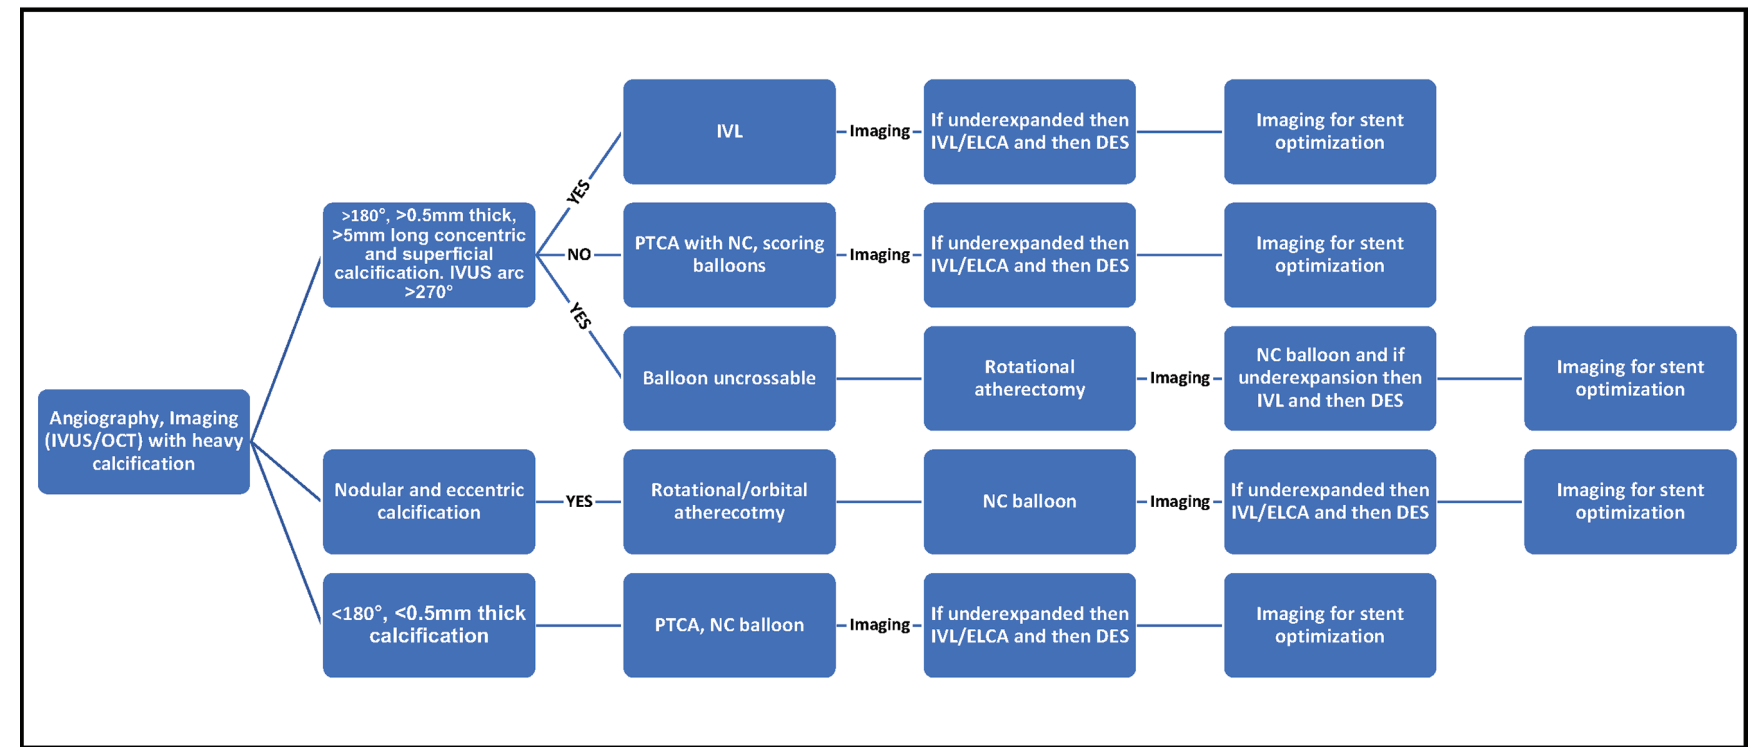 Angiography, Imaging
(IVUS/OCT) with heavy
calcification
>180°, >0.5mm thick,
>5mm long concentric
and superficial
calcification. IVUS arc
>270°
YES
IVL
Imaging
If underexpanded then
IVL/ELCA and then DES
Imaging for stent
optimization
NO
PTCA with NC, scoring
balloons
Imaging
If underexpanded then
IVL/ELCA and then DES
Imaging for stent
optimization
YES
Balloon uncrossable
Rotational
atherectomy
Imaging
NC balloon and if
underexpansion then
IVL and then DES
Imaging for stent
optimization
Nodular and eccentric
calcification
YES
Rotational/orbital
atherecotmy
NC balloon
Imaging
If underexpanded then
IVL/ELCA and then DES
Imaging for stent
optimization
<180°, <0.5mm thick
calcification
PTCA, NC balloon
Imaging
If underexpanded then
IVL/ELCA and then DES
Imaging for stent
optimization